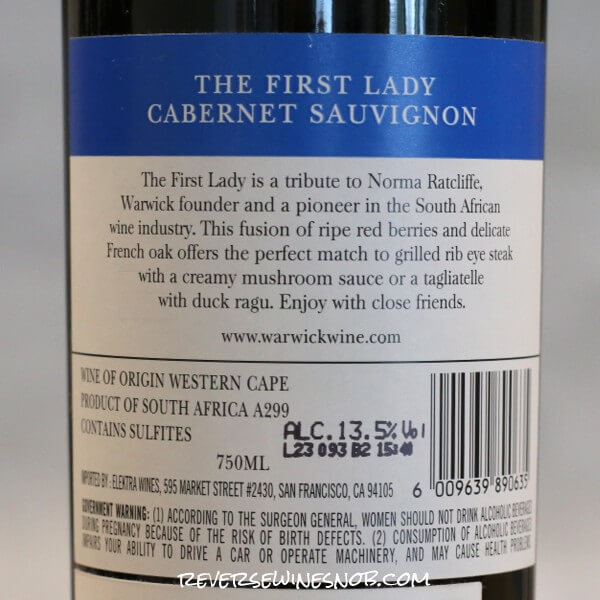 THE FIRST LADY
CABERNET SAUVIGNON
The First Lady is a tribute to Norma Ratcliffe,
Warwick founder and a pioneer in the South African
wine industry. This fusion of ripe red berries and delicate
French oak offers the perfect match to grilled rib eye steak
with a creamy mushroom sauce or a tagliatelle
with duck ragu. Enjoy with close friends.
www.warwickwine.com
WINE OF ORIGIN WESTERN CAPE
PRODUCT OF SOUTH AFRICA A299
CONTAINS SULFITES
ALC.13.5% Vol
L23 093 B2 15:40
750ML
IMPORTED BY: ELEKTRA WINES, 595 MARKET STREET #2430, SAN FRANCISCO, CA 94105
6 009639 890635
GOVERNMENT WARNING: (1) ACCORDING TO THE SURGEON GENERAL, WOMEN SHOULD NOT DRINK ALCOHOLIC BEVERAGES
DURING PREGNANCY BECAUSE OF THE RISK OF BIRTH DEFECTS. (2) CONSUMPTION OF ALCOHOLIC BEVERAGES
IMPAIRS YOUR ABILITY TO DRIVE A CAR OR OPERATE MACHINERY, AND MAY CAUSE HEALTH PROBLEMS
REVERSEWINESNOB.COM